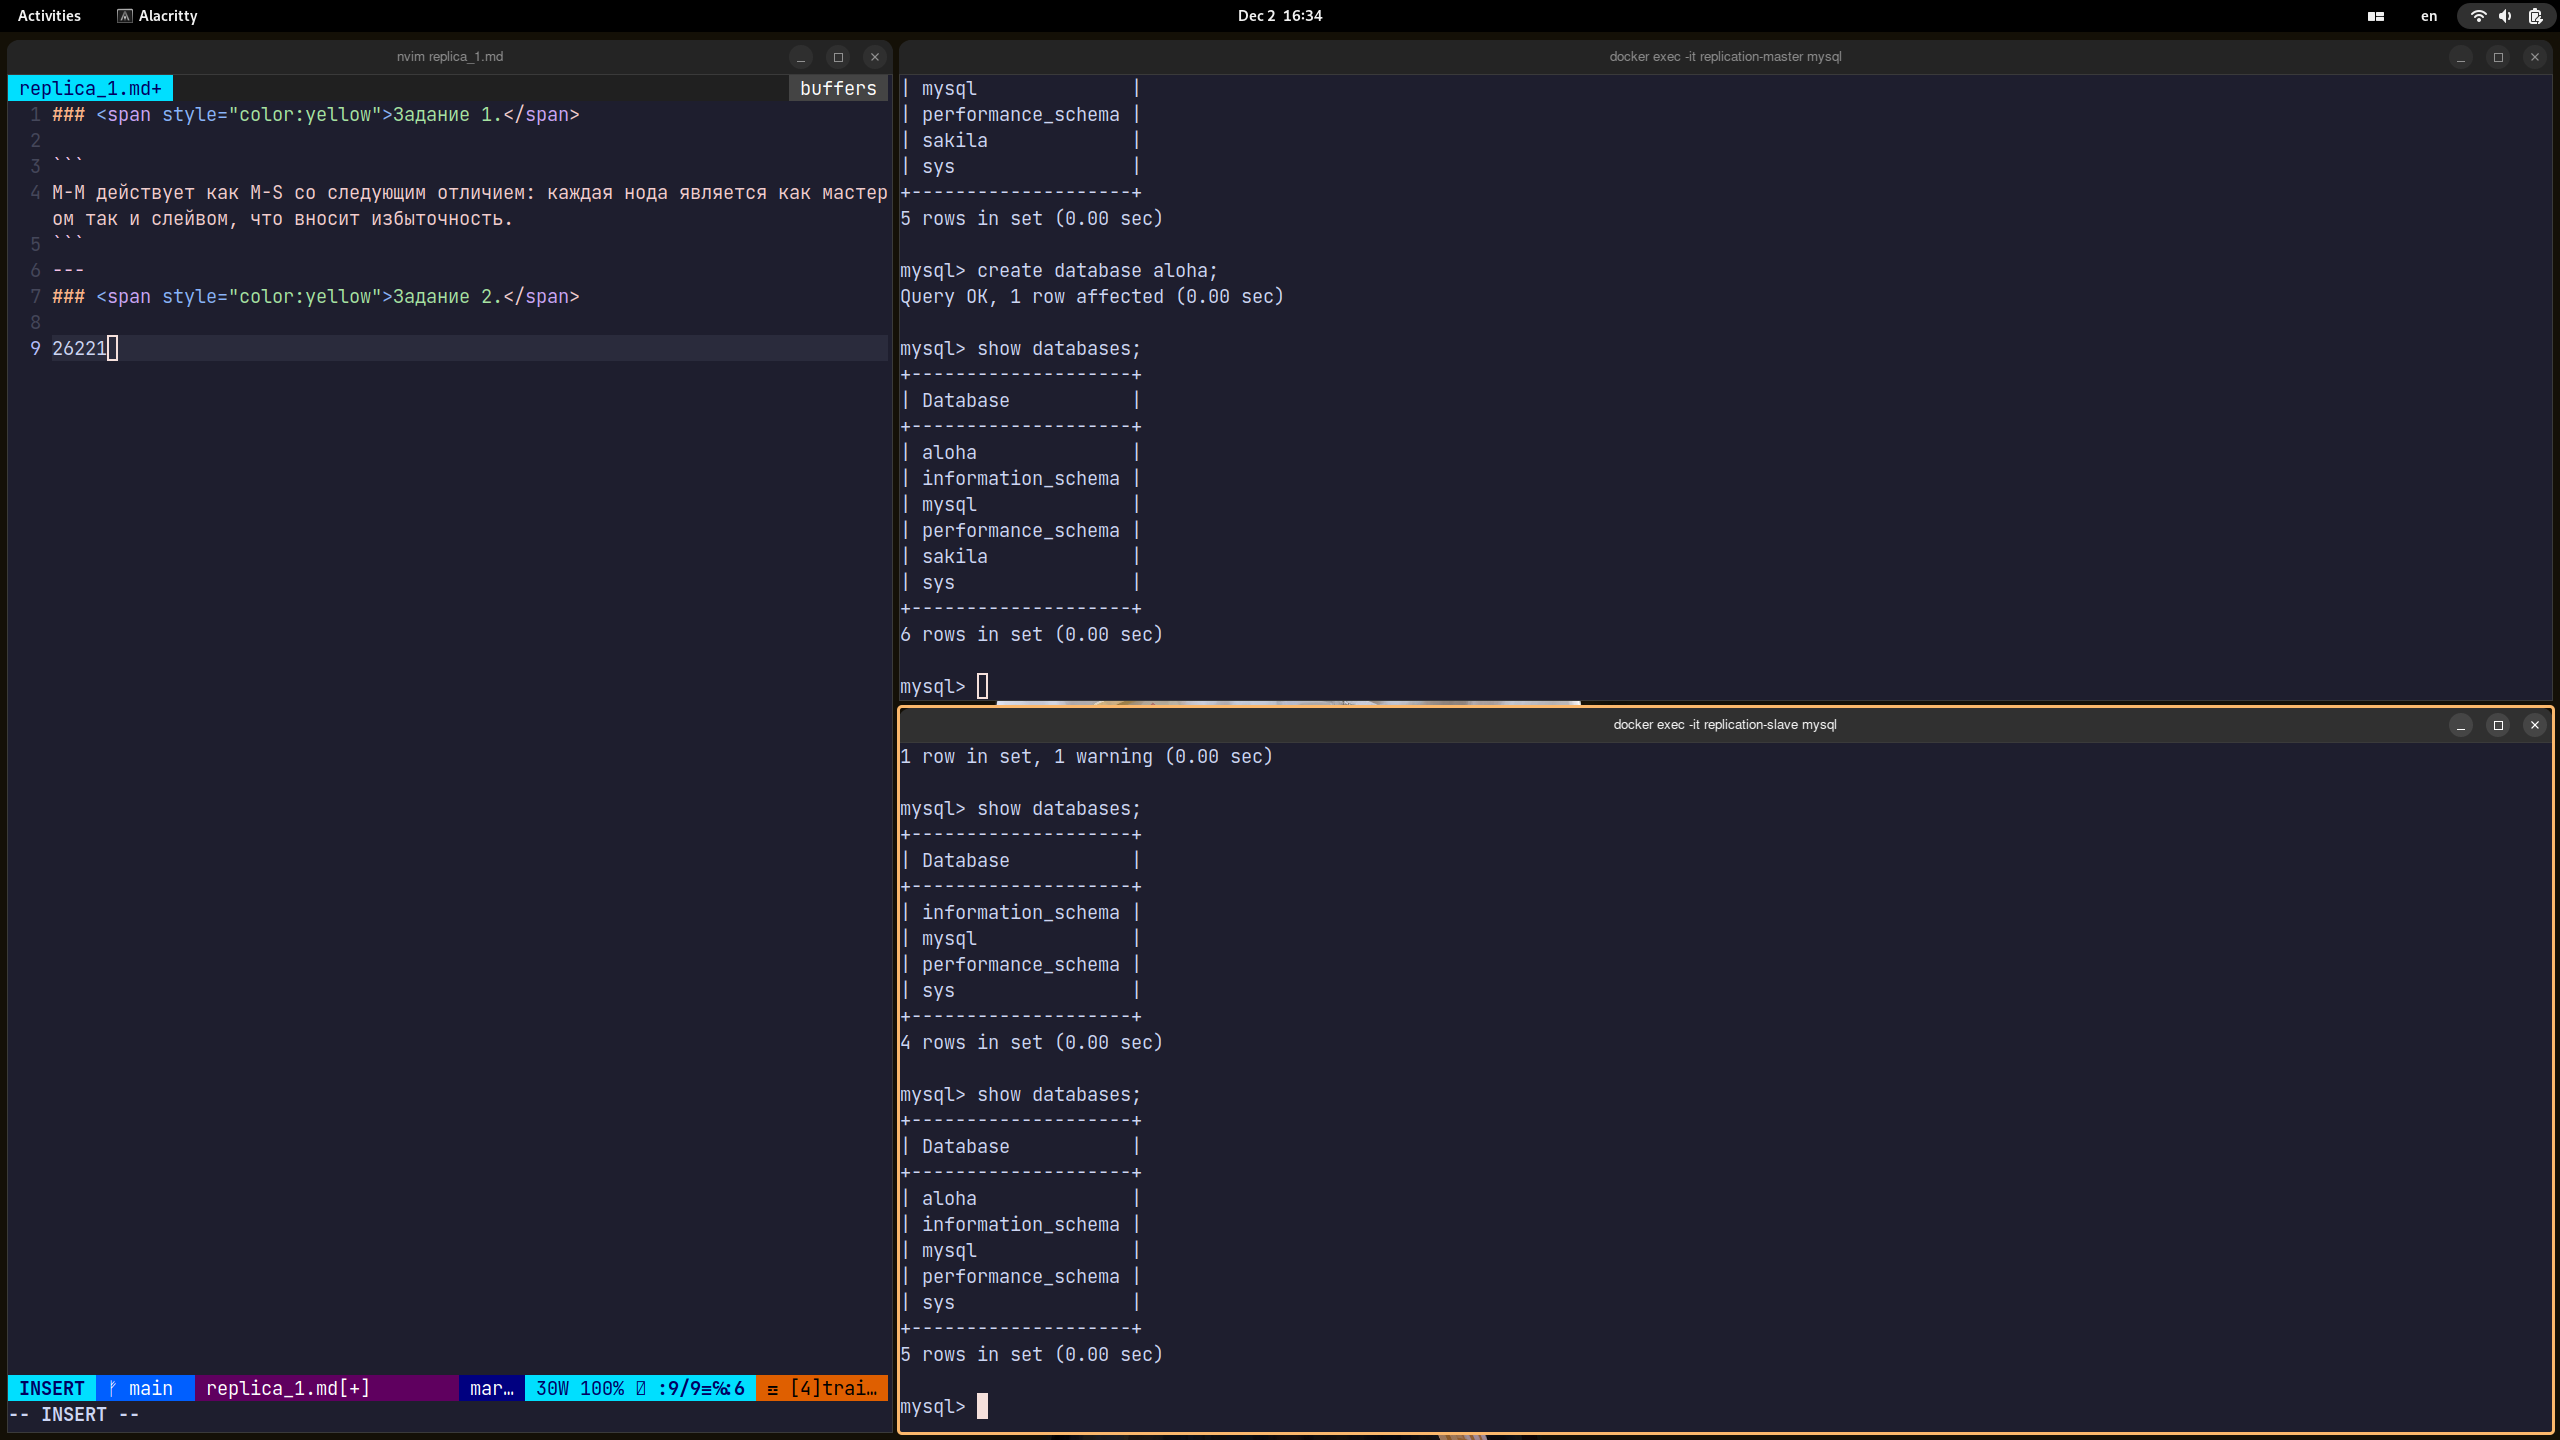 Activities Alacritty Dec 2 16:34 en
nvim replica_1.md
replica_1.md+ buffers
1 ### <span style="color:yellow">Задание 1.</span>
2
3 ```
4 M-M действует как M-S со следующим отличием: каждая нода является как мастер
ом так и слейвом, что вносит избыточность.
5 ```
6 ---
7 ### <span style="color:yellow">Задание 2.</span>
8
9 26221
INSERT main replica_1.md[+] mar… 30W 100% :9/9≡℅:6 [4]trai…
-- INSERT --
docker exec -it replication-master mysql
| mysql |
| performance_schema |
| sakila |
| sys |
+--------------------+
5 rows in set (0.00 sec)
mysql> create database aloha;
Query OK, 1 row affected (0.00 sec)
mysql> show databases;
+--------------------+
| Database |
+--------------------+
| aloha |
| information_schema |
| mysql |
| performance_schema |
| sakila |
| sys |
+--------------------+
6 rows in set (0.00 sec)
mysql>
docker exec -it replication-slave mysql
1 row in set, 1 warning (0.00 sec)
mysql> show databases;
+--------------------+
| Database |
+--------------------+
| information_schema |
| mysql |
| performance_schema |
| sys |
+--------------------+
4 rows in set (0.00 sec)
mysql> show databases;
+--------------------+
| Database |
+--------------------+
| aloha |
| information_schema |
| mysql |
| performance_schema |
| sys |
+--------------------+
5 rows in set (0.00 sec)
mysql>